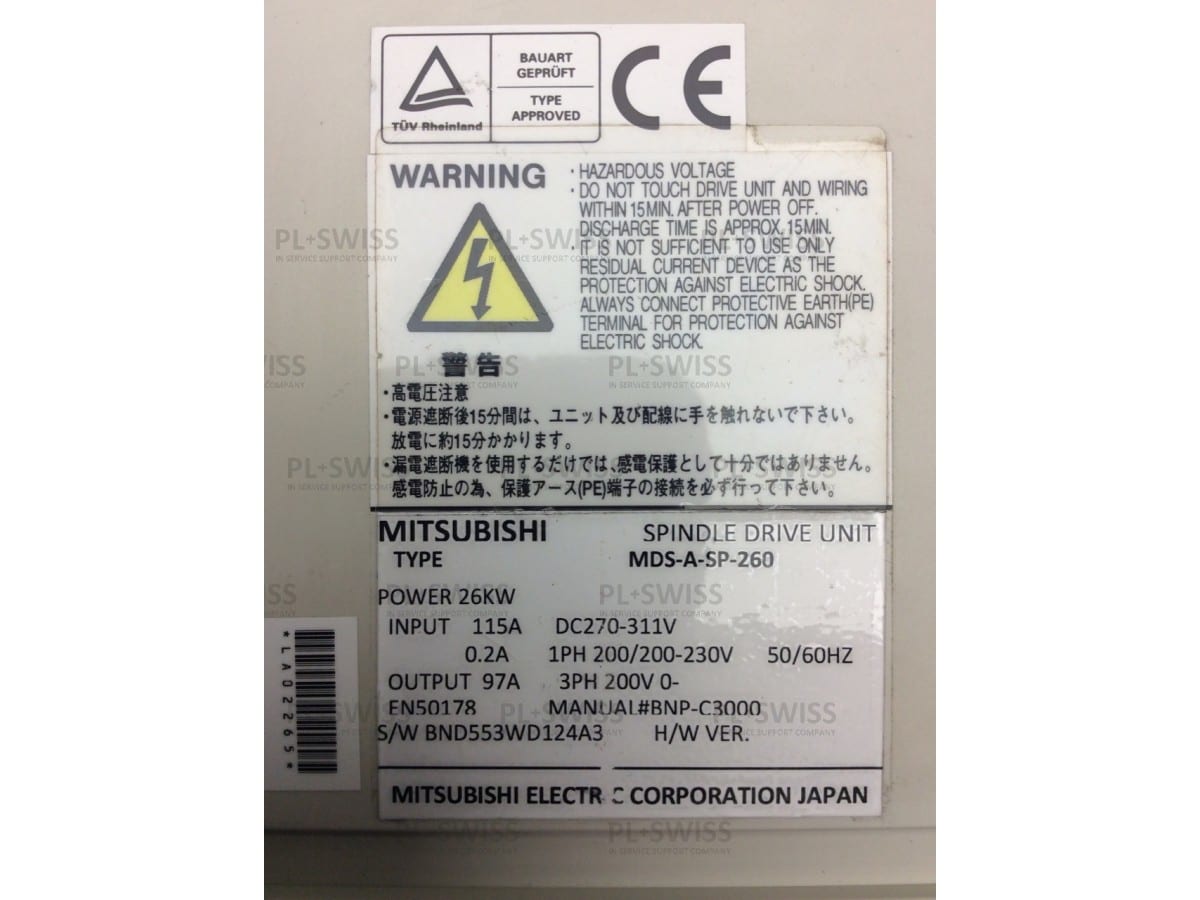 BAUART
GEPRÜFT
TYPE
APPROVED
TÜV Rheinland
CE
WARNING
・HAZARDOUS VOLTAGE
・DO NOT TOUCH DRIVE UNIT AND WIRING
WITHIN 15MIN. AFTER POWER OFF.
DISCHARGE TIME IS APPROX. 15MIN.
・IT IS NOT SUFFICIENT TO USE ONLY
RESIDUAL CURRENT DEVICE AS THE
PROTECTION AGAINST ELECTRIC SHOCK.
ALWAYS CONNECT PROTECTIVE EARTH(PE)
TERMINAL FOR PROTECTION AGAINST
ELECTRIC SHOCK.
警告
・高電圧注意
・電源遮断後15分間は、ユニット及び配線に手を触れないで下さい。
放電に約15分かかります。
・漏電遮断機を使用するだけでは、感電保護として十分ではありません。
感電防止の為、保護アース(PE)端子の接続を必ず行って下さい。
MITSUBISHI SPINDLE DRIVE UNIT
TYPE MDS-A-SP-260
POWER 26KW
INPUT 115A DC270-311V
0.2A 1PH 200/200-230V 50/60HZ
OUTPUT 97A 3PH 200V 0-
EN50178 MANUAL#BNP-C3000
S/W BND553WD124A3 H/W VER.
MITSUBISHI ELECTRIC CORPORATION JAPAN
*LA02265*
PL+SWISS
IN SERVICE SUPPORT COMPANY